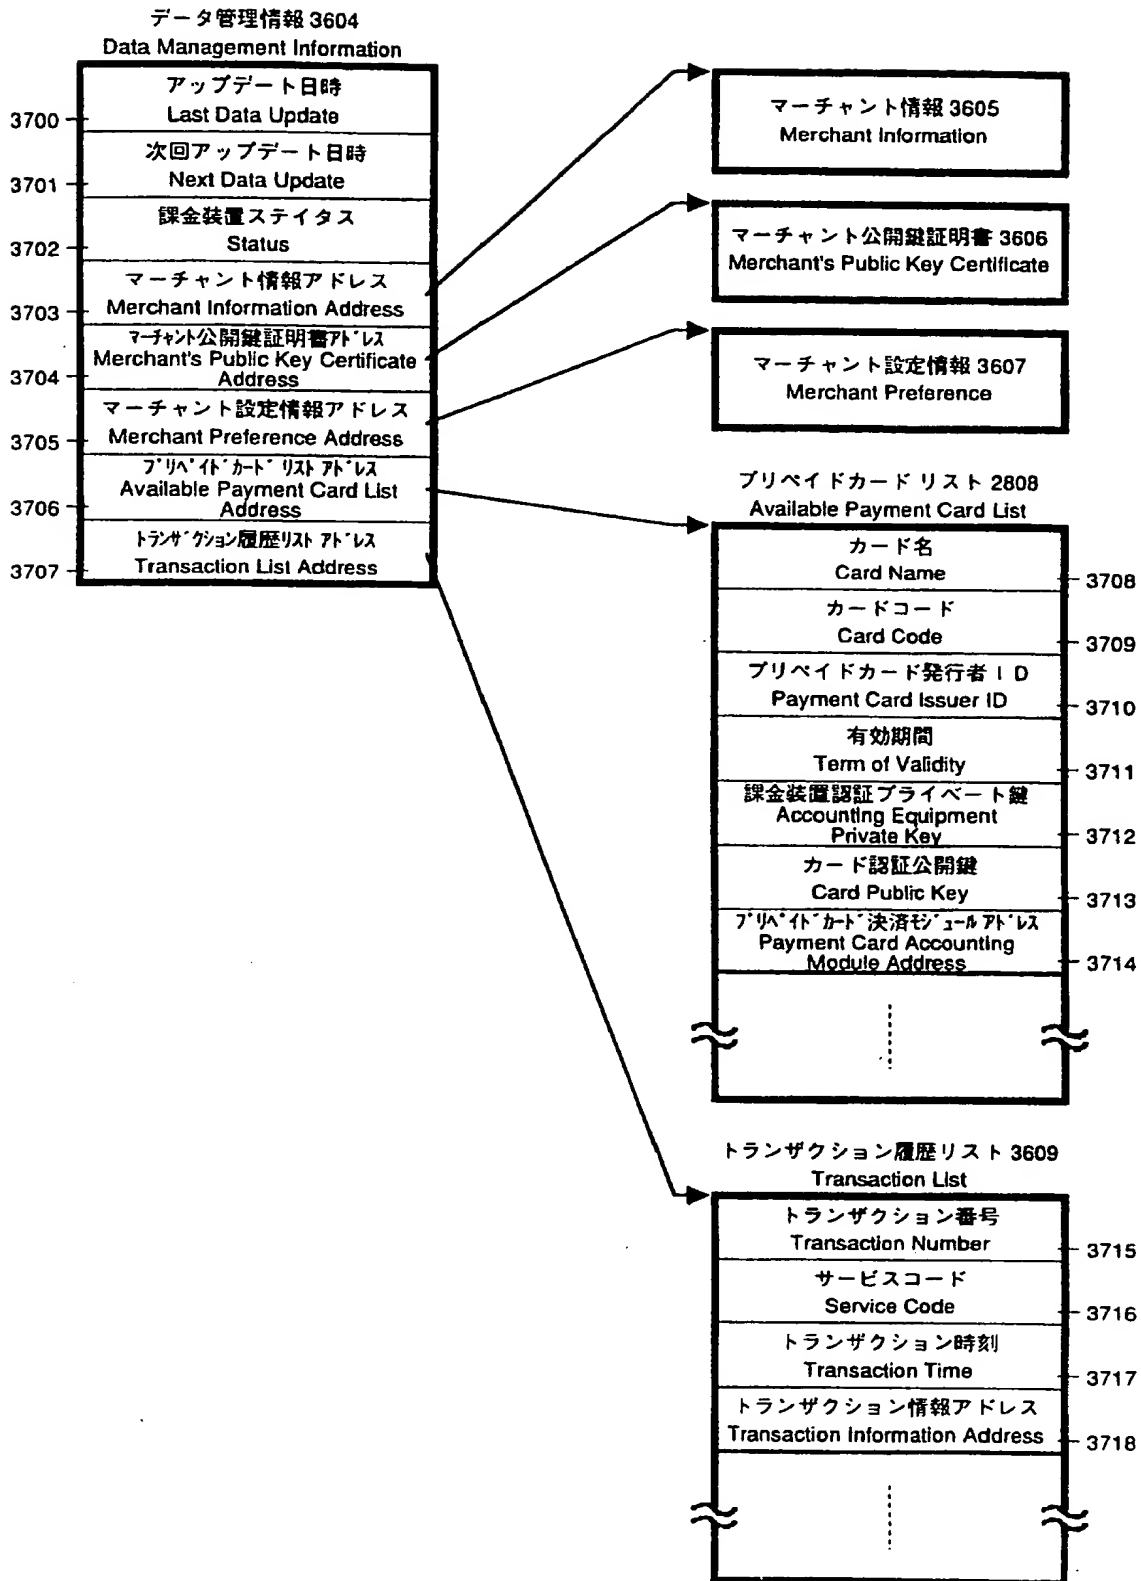 データ管理情報 3604
Data Management Information
アップデート日時
Last Data Update
3700
次回アップデート日時
Next Data Update
3701
課金装置ステイタス
Status
3702
マーチャント情報アドレス
Merchant Information Address
3703
マーチャント公開鍵証明書アドレス
Merchant's Public Key Certificate
Address
3704
マーチャント設定情報アドレス
Merchant Preference Address
3705
プリペイドカード リスト アドレス
Available Payment Card List
Address
3706
トランザクション履歴リスト アドレス
Transaction List Address
3707
マーチャント情報 3605
Merchant Information
マーチャント公開鍵証明書 3606
Merchant's Public Key Certificate
マーチャント設定情報 3607
Merchant Preference
プリペイドカード リスト 2808
Available Payment Card List
カード名
Card Name
3708
カードコード
Card Code
3709
プリペイドカード発行者ID
Payment Card Issuer ID
3710
有効期間
Term of Validity
3711
課金装置認証プライベート鍵
Accounting Equipment
Private Key
3712
カード認証公開鍵
Card Public Key
3713
プリペイドカード決済モジュール アドレス
Payment Card Accounting
Module Address
3714
トランザクション履歴リスト 3609
Transaction List
トランザクション番号
Transaction Number
3715
サービスコード
Service Code
3716
トランザクション時刻
Transaction Time
3717
トランザクション情報アドレス
Transaction Information Address
3718